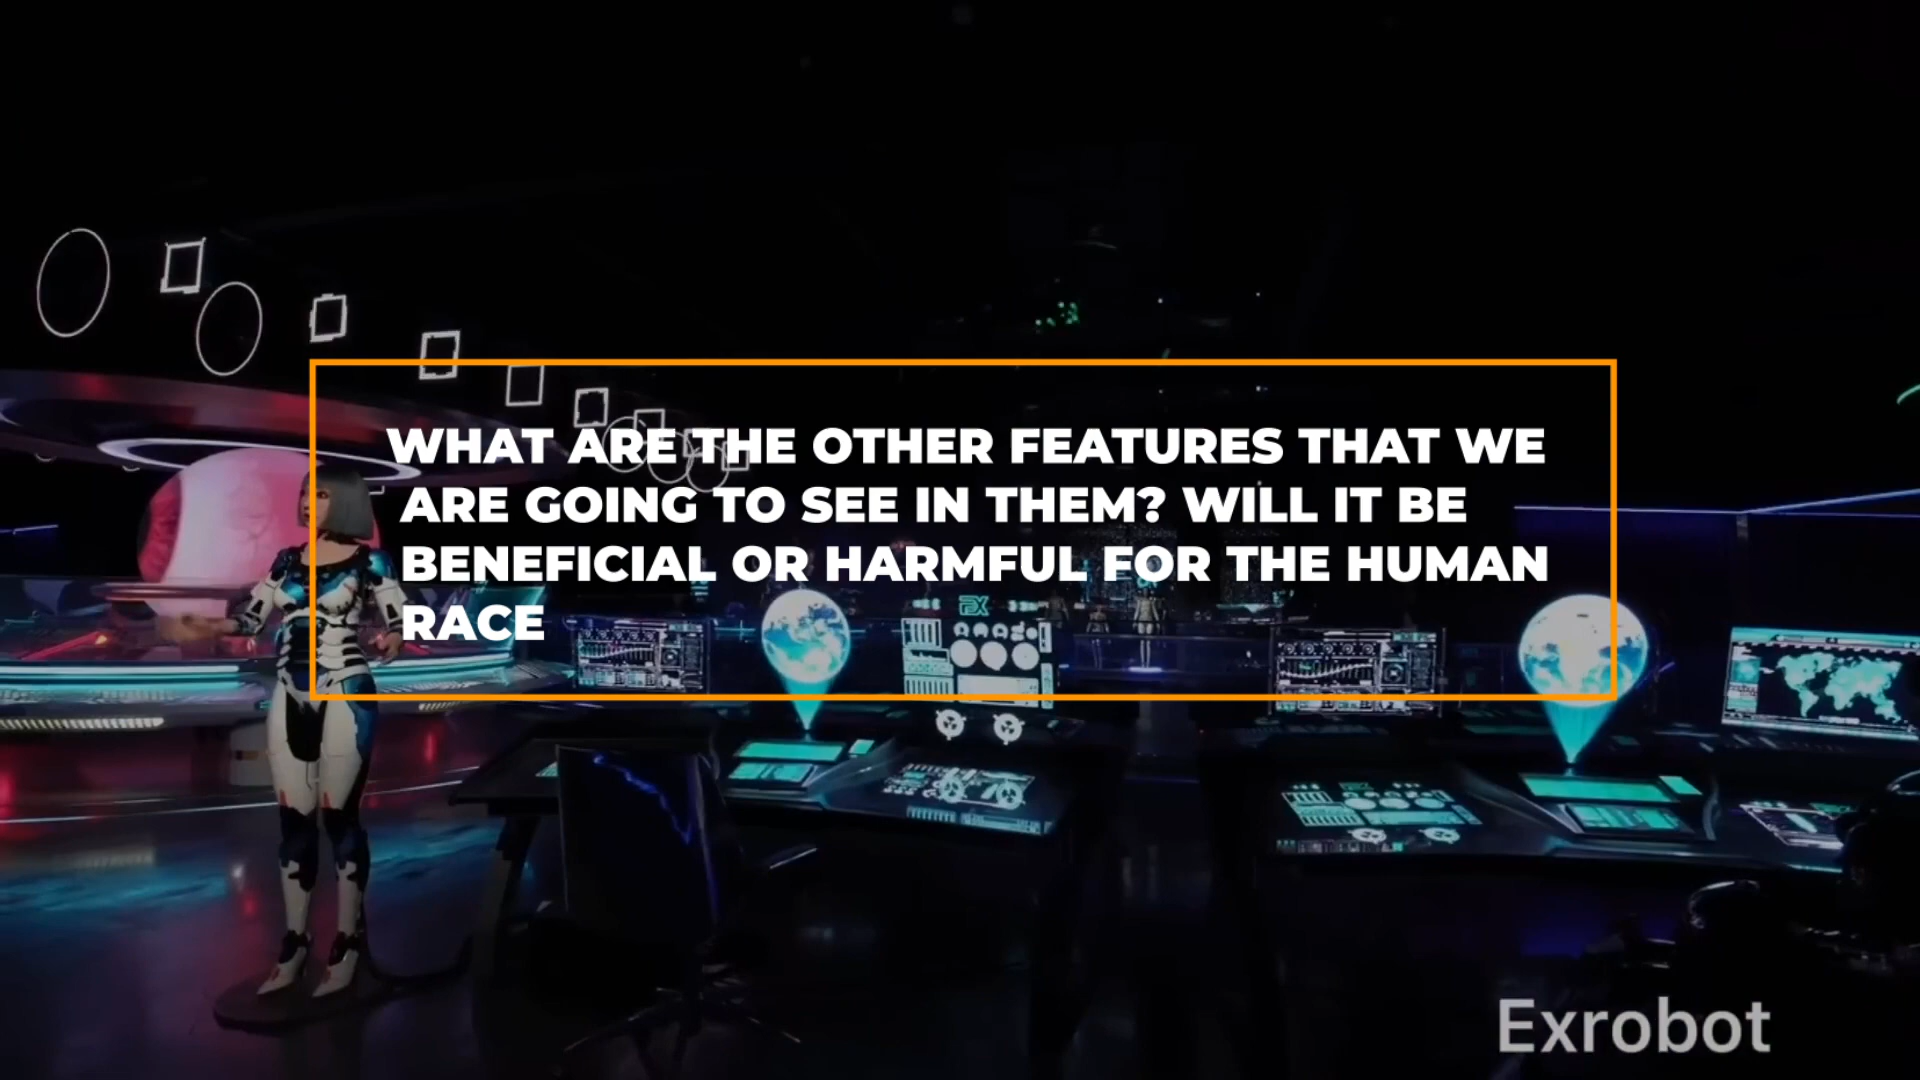 WHAT ARE THE OTHER FEATURES THAT WE
ARE GOING TO SEE IN THEM? WILL IT BE
BENEFICIAL OR HARMFUL FOR THE HUMAN
RACE
EX
Exrobot